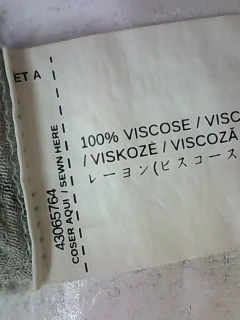 ET A
100% VISCOSE / VISC
/ VISKOZĖ / VISCOZĂ
レーヨン(ビスコース
43065764
COSER AQUI / SEWN HERE